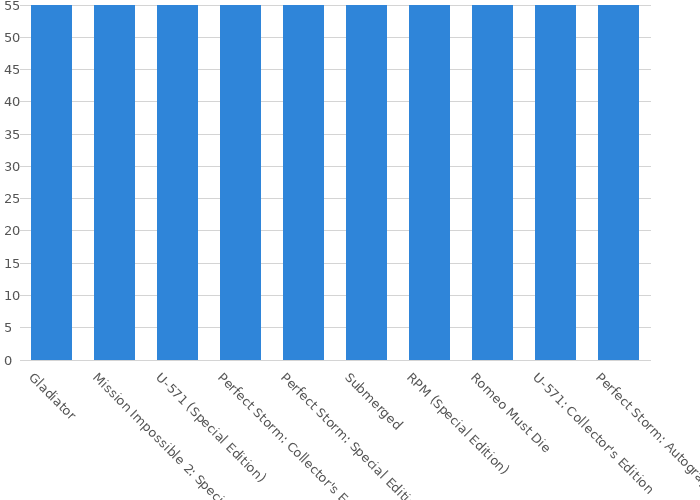 55
50
45
40
35
30
25
20
15
10
5
0
Gladiator
Mission Impossible 2: Speci
U-571 (Special Edition)
Perfect Storm: Collector's E
Perfect Storm: Special Editi
Submerged
RPM (Special Edition)
Romeo Must Die
U-571: Collector's Edition
Perfect Storm: Autogra